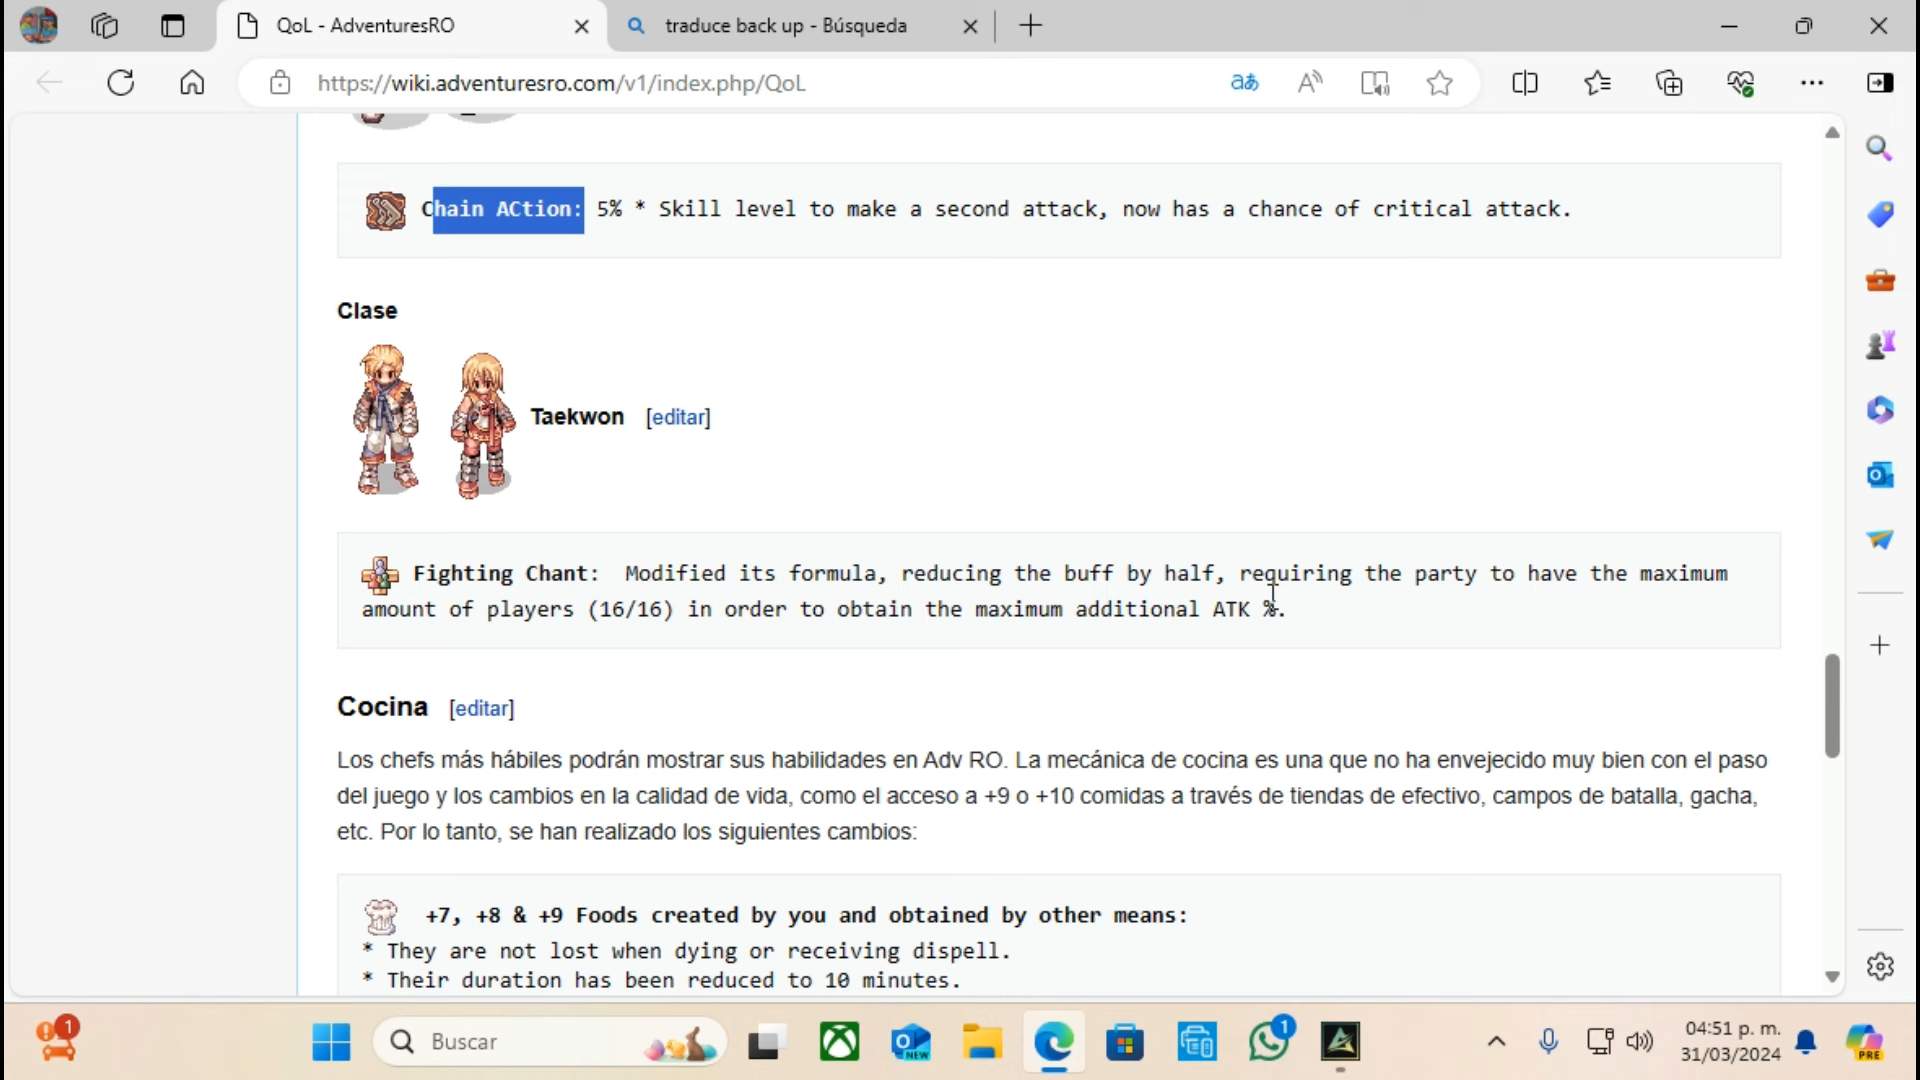 QoL - AdventuresRO
traduce back up - Búsqueda
https://wiki.adventuresro.com/v1/index.php/QoL
aあ
A
Chain ACtion: 5% * Skill level to make a second attack, now has a chance of critical attack.
Clase
Taekwon [editar]
Fighting Chant: Modified its formula, reducing the buff by half, requiring the party to have the maximum
amount of players (16/16) in order to obtain the maximum additional ATK %.
Cocina [editar]
Los chefs más hábiles podrán mostrar sus habilidades en Adv RO. La mecánica de cocina es una que no ha envejecido muy bien con el paso
del juego y los cambios en la calidad de vida, como el acceso a +9 o +10 comidas a través de tiendas de efectivo, campos de batalla, gacha,
etc. Por lo tanto, se han realizado los siguientes cambios:
+7, +8 & +9 Foods created by you and obtained by other means:
* They are not lost when dying or receiving dispell.
* Their duration has been reduced to 10 minutes.
1
Buscar
NEW
1
04:51 p. m.
31/03/2024
PRE